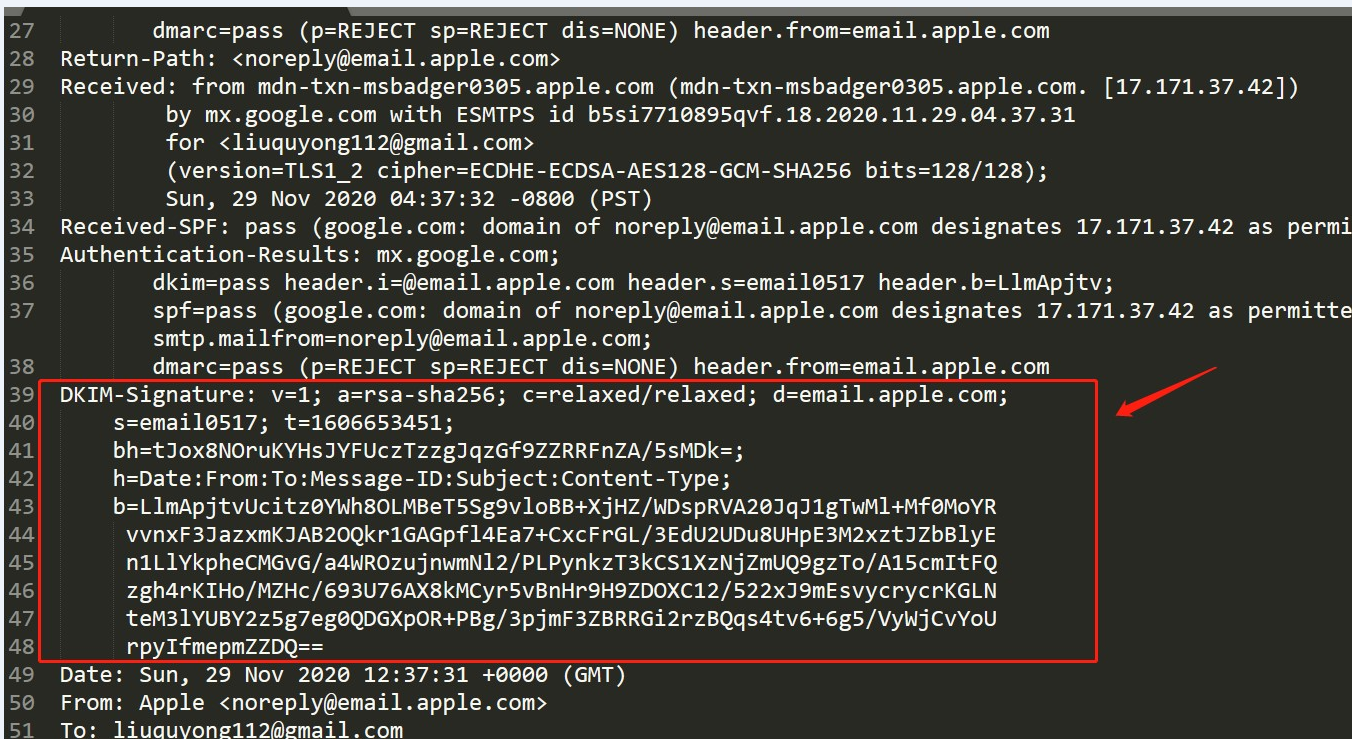 27 dmarc=pass (p=REJECT sp=REJECT dis=NONE) header.from=email.apple.com
28 Return-Path: <noreply@email.apple.com>
29 Received: from mdn-txn-msbadger0305.apple.com (mdn-txn-msbadger0305.apple.com. [17.171.37.42])
30 by mx.google.com with ESMTPS id b5si7710895qvf.18.2020.11.29.04.37.31
31 for <liuquyong112@gmail.com>
32 (version=TLS1_2 cipher=ECDHE-ECDSA-AES128-GCM-SHA256 bits=128/128);
33 Sun, 29 Nov 2020 04:37:32 -0800 (PST)
34 Received-SPF: pass (google.com: domain of noreply@email.apple.com designates 17.171.37.42 as permi
35 Authentication-Results: mx.google.com;
36 dkim=pass header.i=@email.apple.com header.s=email0517 header.b=LlmApjtv;
37 spf=pass (google.com: domain of noreply@email.apple.com designates 17.171.37.42 as permitte
smtp.mailfrom=noreply@email.apple.com;
38 dmarc=pass (p=REJECT sp=REJECT dis=NONE) header.from=email.apple.com
39 DKIM-Signature: v=1; a=rsa-sha256; c=relaxed/relaxed; d=email.apple.com;
40 s=email0517; t=1606653451;
41 bh=tJox8NOruKYHsJYFUczTzzgJqzGf9ZZRRFnZA/5sMDk=;
42 h=Date:From:To:Message-ID:Subject:Content-Type;
43 b=LlmApjtvUcitz0YWh8OLMBeT5Sg9vloBB+XjHZ/WDspRVA20JqJ1gTwMl+Mf0MoYR
44 vvnxF3JazxmKJAB2OQkr1GAGpfl4Ea7+CxcFrGL/3EdU2UDu8UHpE3M2xztJZbBlyE
45 n1LlYkpheCMGvG/a4WROzujnwmNl2/PLPynkzT3kCS1XzNjZmUQ9gzTo/A15cmItFQ
46 zgh4rKIHo/MZHc/693U76AX8kMCyr5vBnHr9H9ZDOXC12/522xJ9mEsvycrycrKGLN
47 teM3lYUBY2z5g7eg0QDGXpOR+PBg/3pjmF3ZBRRGi2rzBQqs4tv6+6g5/VyWjCvYoU
48 rpyIfmepmZZDQ==
49 Date: Sun, 29 Nov 2020 12:37:31 +0000 (GMT)
50 From: Apple <noreply@email.apple.com>
51 To: liuquyong112@gmail.com